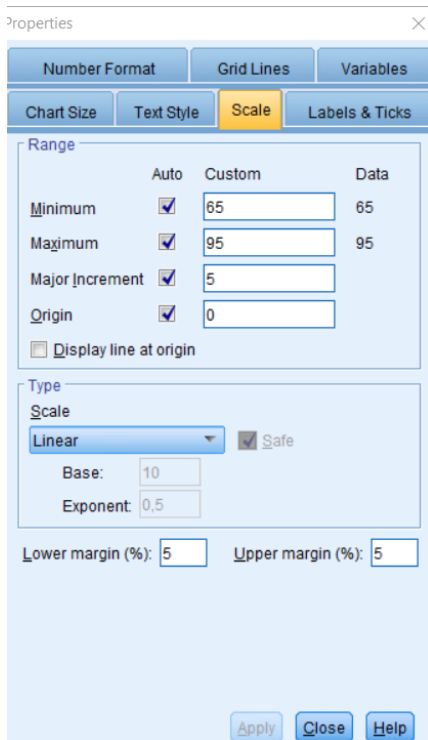 Properties
Number Format Grid Lines Variables
Chart Size Text Style Scale Labels & Ticks
Range
Auto Custom Data
Minimum 65 65
Maximum 95 95
Major Increment 5
Origin 0
Display line at origin
Type
Scale
Linear Safe
Base: 10
Exponent: 0,5
Lower margin (%): 5 Upper margin (%): 5
Apply Close Help